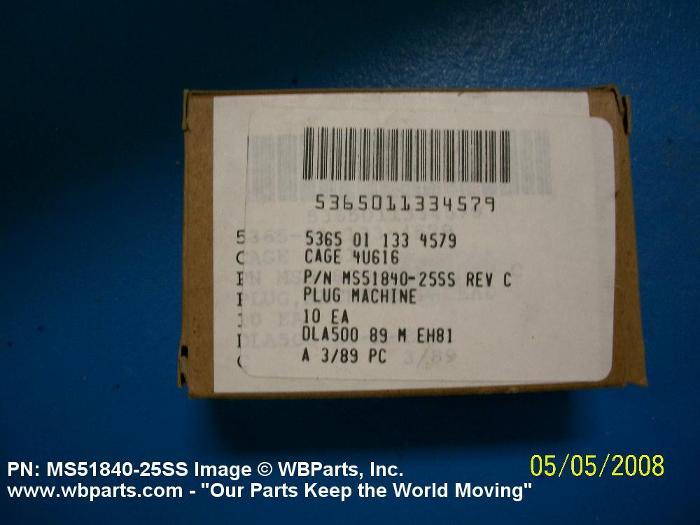 5365011334579
5365 01 133 4579
CAGE 4U616
P/N MS51840-25SS REV C
PLUG MACHINE
10 EA
DLA500 89 M EH81
A 3/89 PC
PN: MS51840-25SS Image © WBParts, Inc.
05/05/2008
www.wbparts.com - "Our Parts Keep the World Moving"